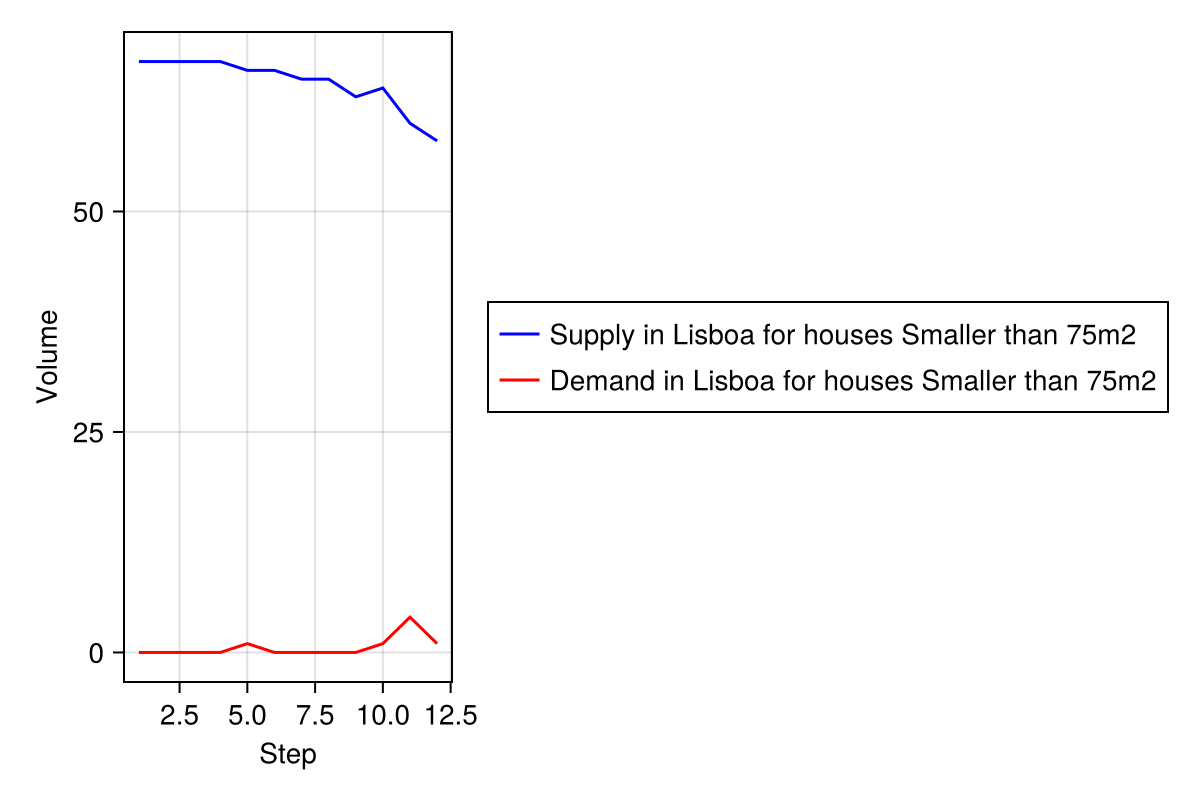 Volume
50
25
0
2.5 5.0 7.5 10.0 12.5
Step
Supply in Lisboa for houses Smaller than 75m2
Demand in Lisboa for houses Smaller than 75m2